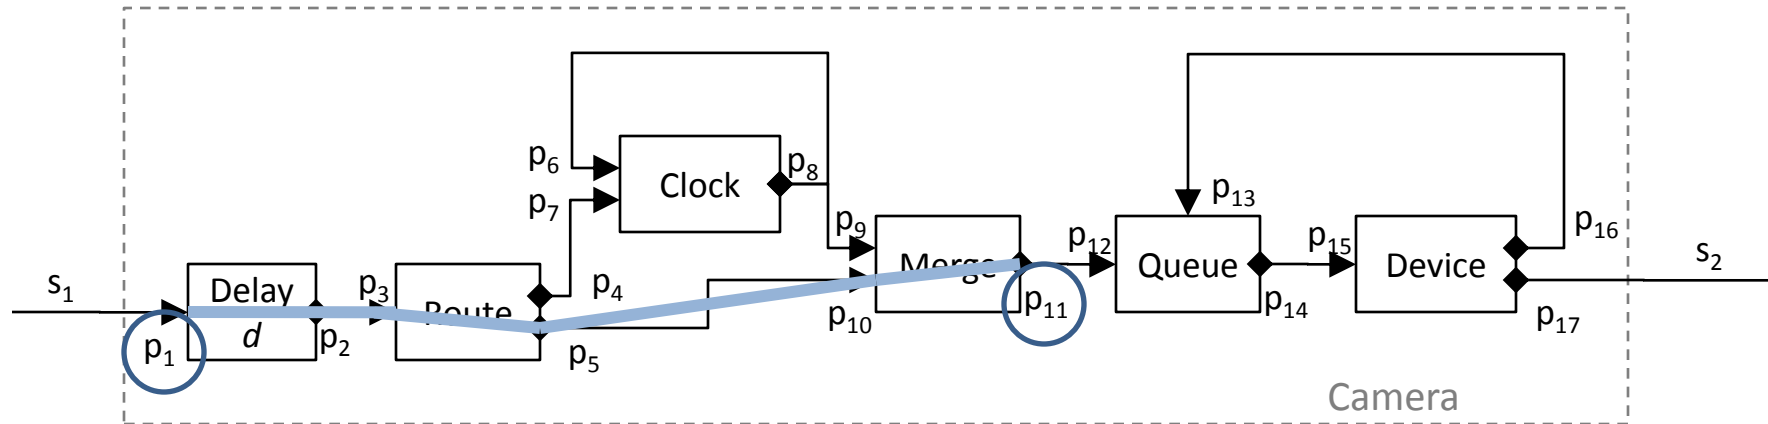 p₆
p₈
Clock
p₇
p₁₃
p₉
p₁₆
p₁₂
p₁₅
s₂
Merge
Queue
Device
s₁
Delay
p₃
p₄
p₁
d
p₂
Route
p₅
p₁₀
p₁₁
p₁₄
p₁₇
Camera